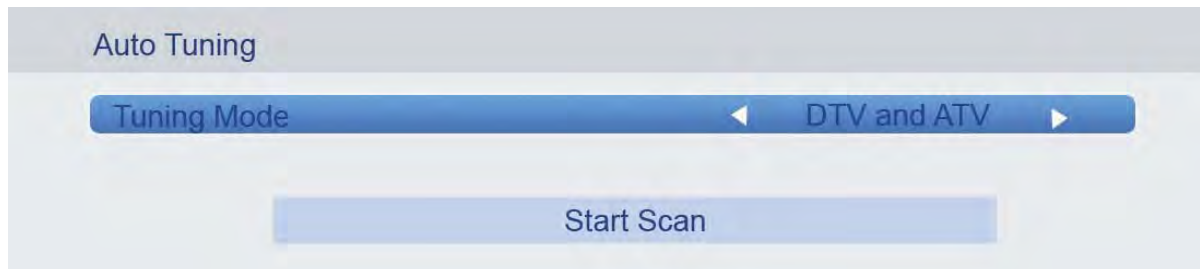 Auto Tuning
Tuning Mode DTV and ATV
Start Scan